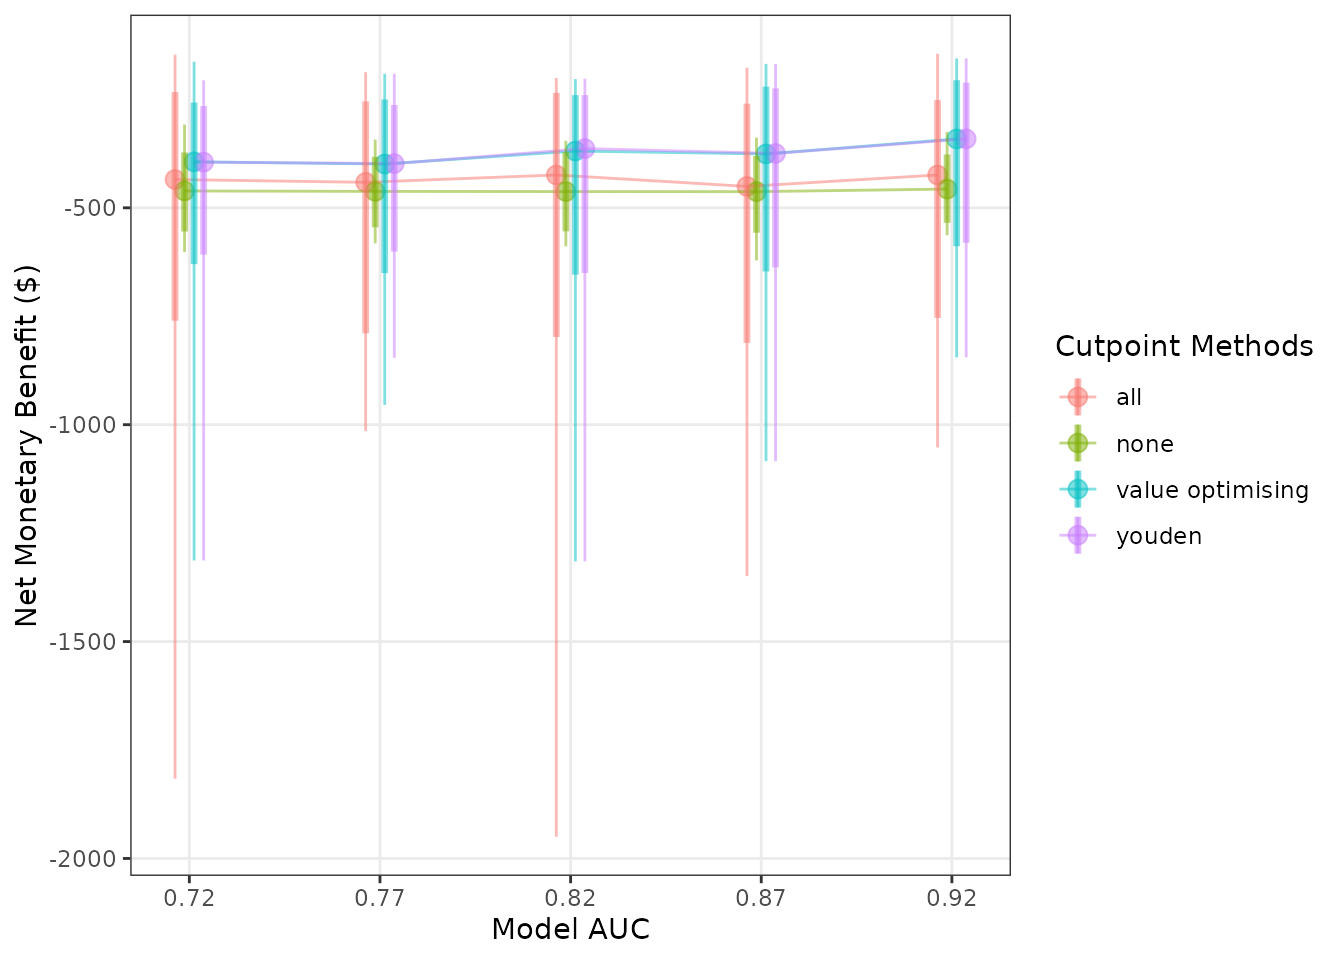 Net Monetary Benefit ($)
-500
-1000
-1500
-2000
0.72
0.77
0.82
0.87
0.92
Model AUC
Cutpoint Methods
all
none
value optimising
youden